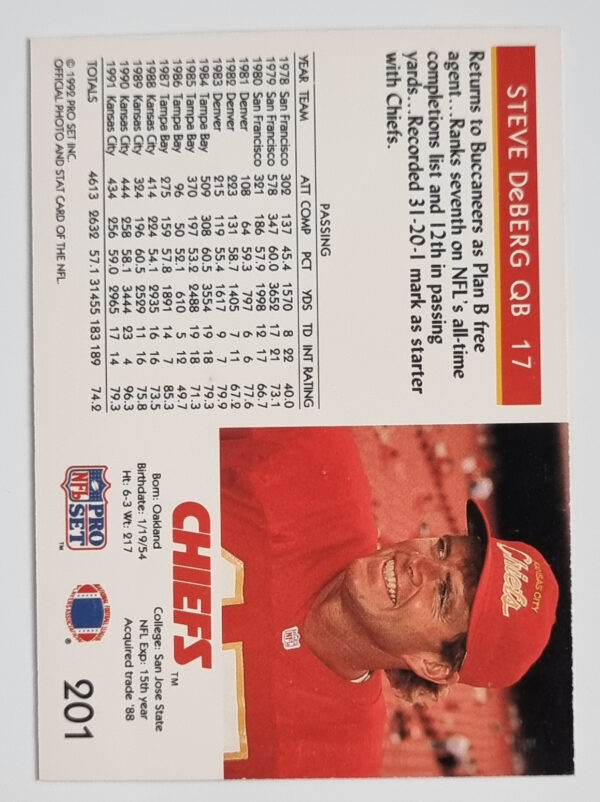 STEVE DeBERG QB 17
Returns to Buccaneers as Plan B free
agent...Ranks seventh on NFL's all-time
completions list and 12th in passing
yards...Recorded 31-20-1 mark as starter
with Chiefs.
PASSING
YEAR TEAM ATT COMP PCT YDS TD INT RATING
1978 San Francisco 302 137 45.4 1570 8 22 40.0
1979 San Francisco 578 347 60.0 3652 17 21 73.1
1980 San Francisco 321 186 57.9 1998 12 17 66.7
1981 Denver 108 64 59.3 797 6 6 77.6
1982 Denver 223 131 58.7 1405 7 11 67.2
1983 Denver 215 119 55.4 1617 9 7 79.9
1984 Tampa Bay 509 308 60.5 3554 19 18 79.3
1985 Tampa Bay 370 197 53.2 2488 19 18 71.3
1986 Tampa Bay 96 50 52.1 610 5 12 49.7
1987 Tampa Bay 275 159 57.8 1891 14 7 85.3
1988 Kansas City 414 224 54.1 2935 16 16 73.5
1989 Kansas City 324 196 60.5 2529 11 16 75.8
1990 Kansas City 444 258 58.1 3444 23 4 96.3
1991 Kansas City 434 256 59.0 2965 17 14 79.3
TOTALS 4613 2632 57.1 31455 183 189 74.2
© 1992 PRO SET INC.
OFFICIAL PHOTO AND STAT CARD OF THE NFL.
KANSAS CITY
Chiefs
NFL
CHIEFS™
Born: Oakland
Birthdate: 1/19/54
Ht: 6-3 Wt: 217
College: San Jose State
NFL Exp: 15th year
Acquired trade '88
PRO
NFL SET™
®
201